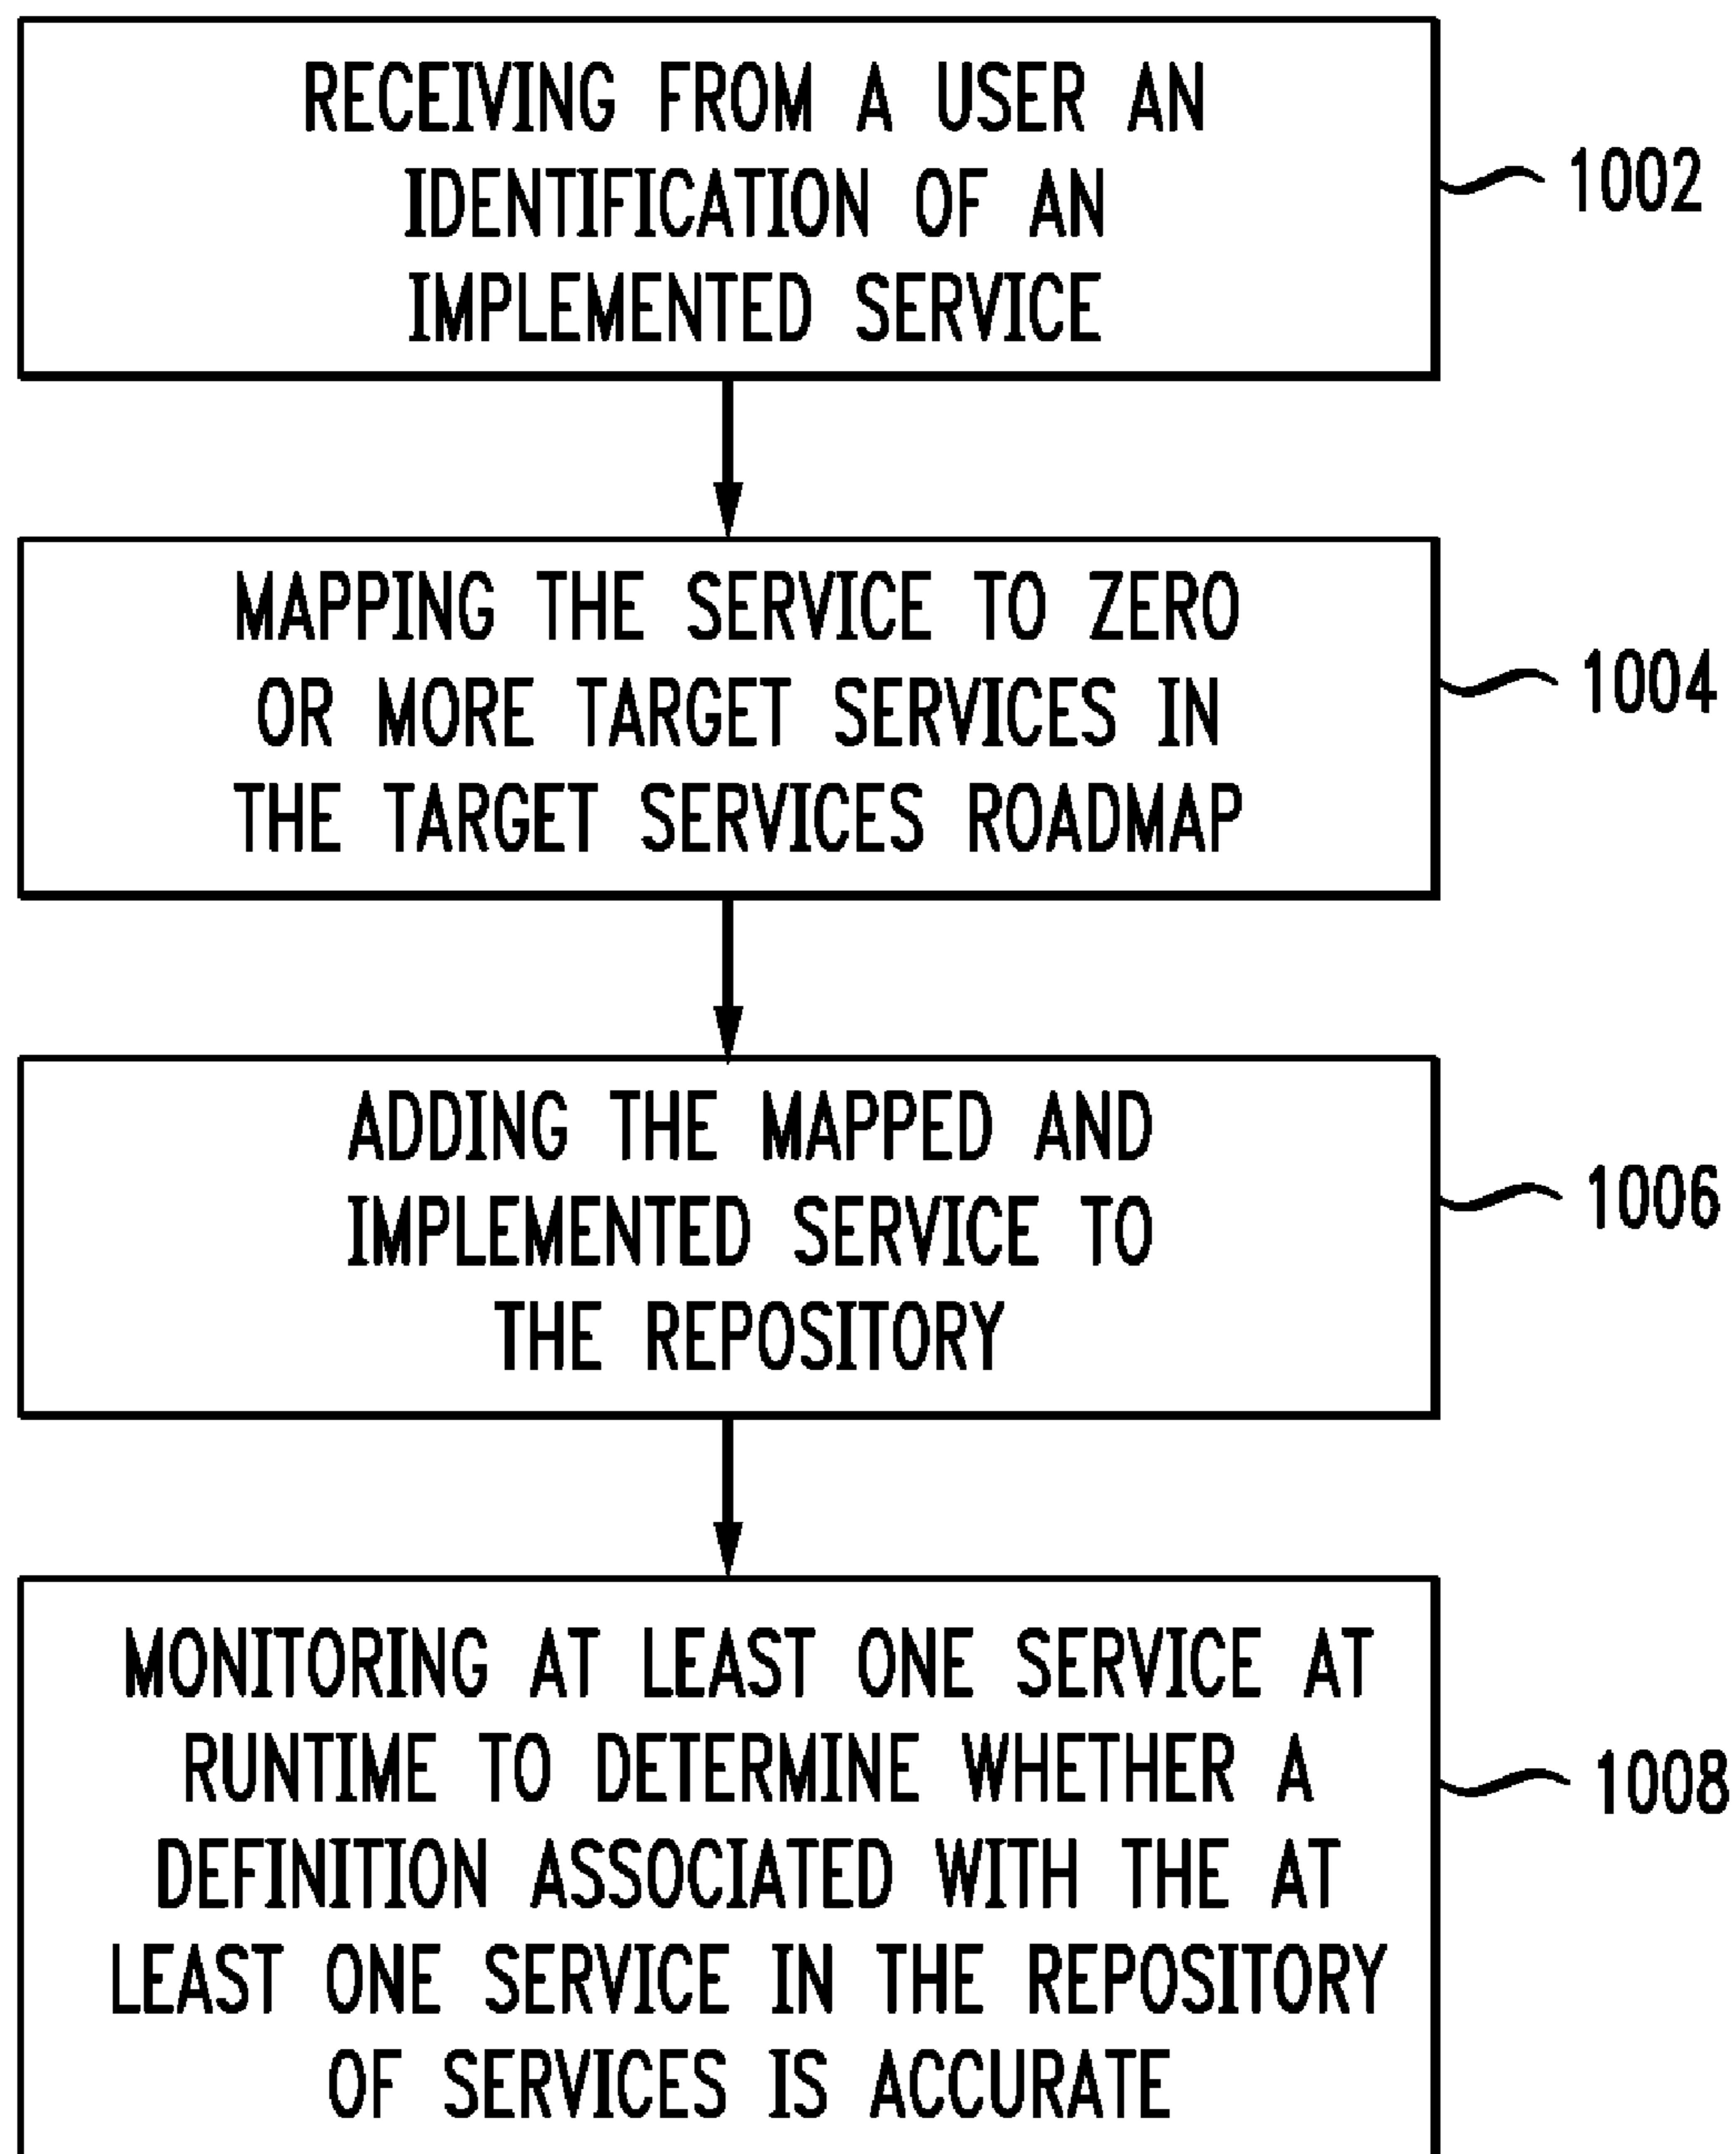 RECEIVING FROM A USER AN
IDENTIFICATION OF AN
IMPLEMENTED SERVICE
1002
MAPPING THE SERVICE TO ZERO
OR MORE TARGET SERVICES IN
THE TARGET SERVICES ROADMAP
1004
ADDING THE MAPPED AND
IMPLEMENTED SERVICE TO
THE REPOSITORY
1006
MONITORING AT LEAST ONE SERVICE AT
RUNTIME TO DETERMINE WHETHER A
DEFINITION ASSOCIATED WITH THE AT
LEAST ONE SERVICE IN THE REPOSITORY
OF SERVICES IS ACCURATE
1008